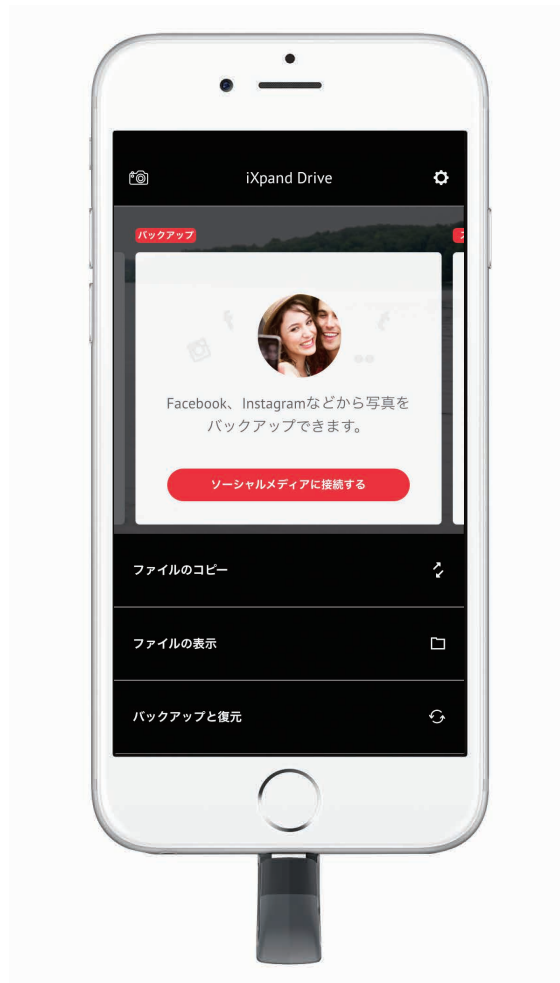 iXpand Drive
バックアップ
Facebook、Instagramなどから写真を
バックアップできます。
ソーシャルメディアに接続する
ファイルのコピー
ファイルの表示
バックアップと復元